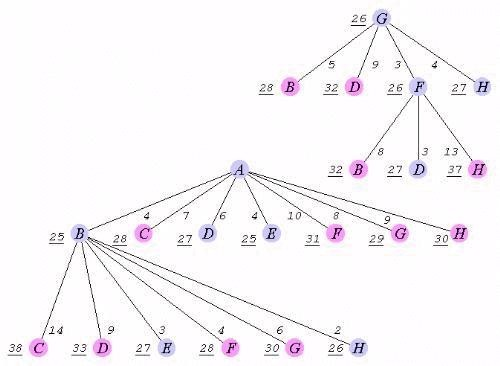 26 G
5 9 3 4
28 B 32 D 26 F 27 H
8 3 13
32 B 27 D 37 H
A
4 7 6 4 10 8 9
25 B 28 C 27 D 25 E 31 F 29 G 30 H
14 9 3 4 6 2
38 C 33 D 27 E 28 F 30 G 26 H